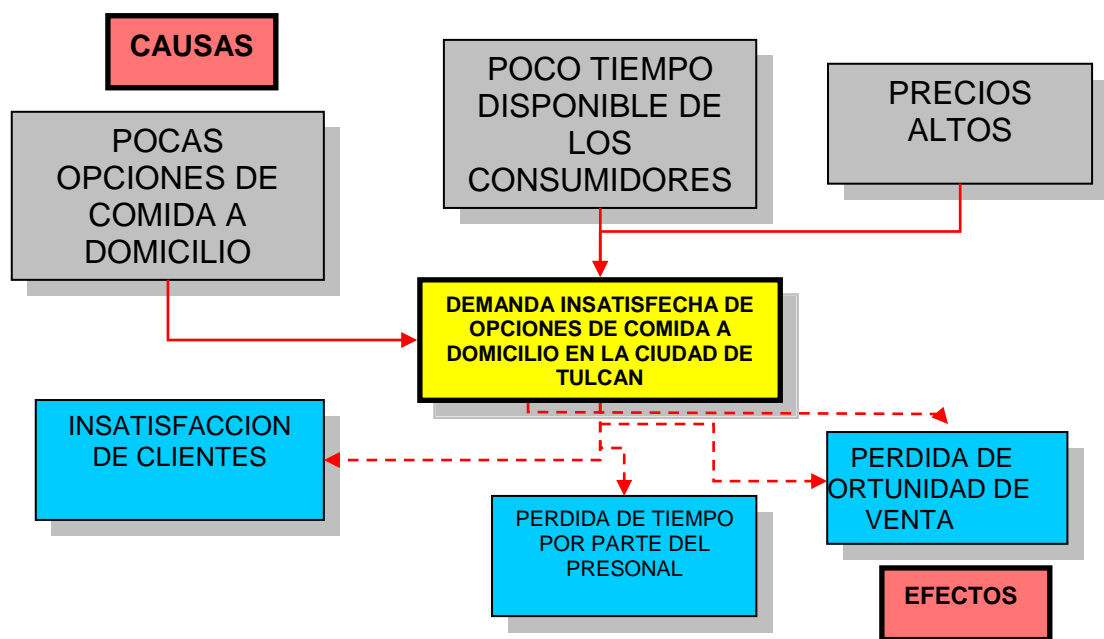 CAUSAS
POCAS
OPCIONES DE
COMIDA A
DOMICILIO
POCO TIEMPO
DISPONIBLE DE
LOS
CONSUMIDORES
PRECIOS
ALTOS
DEMANDA INSATISFECHA DE
OPCIONES DE COMIDA A
DOMICILIO EN LA CIUDAD DE
TULCAN
INSATISFACCION
DE CLIENTES
PERDIDA DE TIEMPO
POR PARTE DEL
PRESONAL
PERDIDA DE
ORTUNIDAD DE
VENTA
EFECTOS